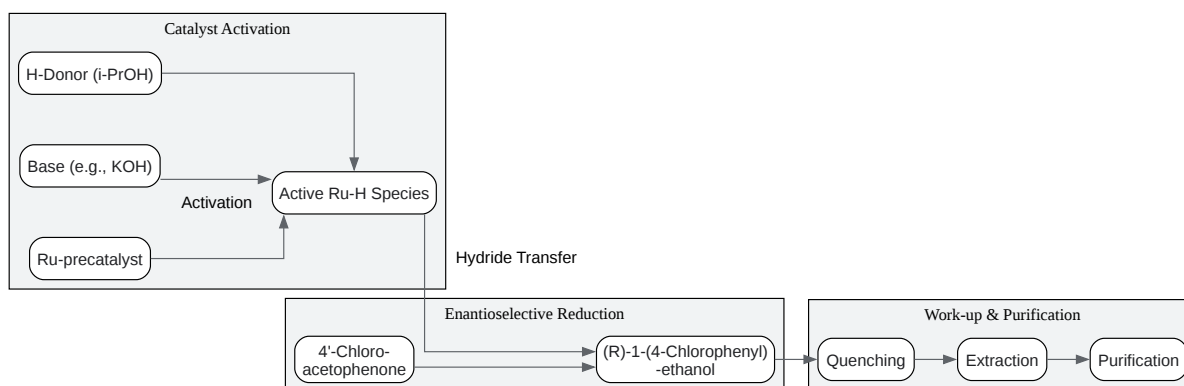 Catalyst Activation
H-Donor (i-PrOH)
Base (e.g., KOH)
Activation
Active Ru-H Species
Ru-precatalyst
Hydride Transfer
Enantioselective Reduction
4'-Chloro-
acetophenone
(R)-1-(4-Chlorophenyl)
-ethanol
Work-up & Purification
Quenching
Extraction
Purification